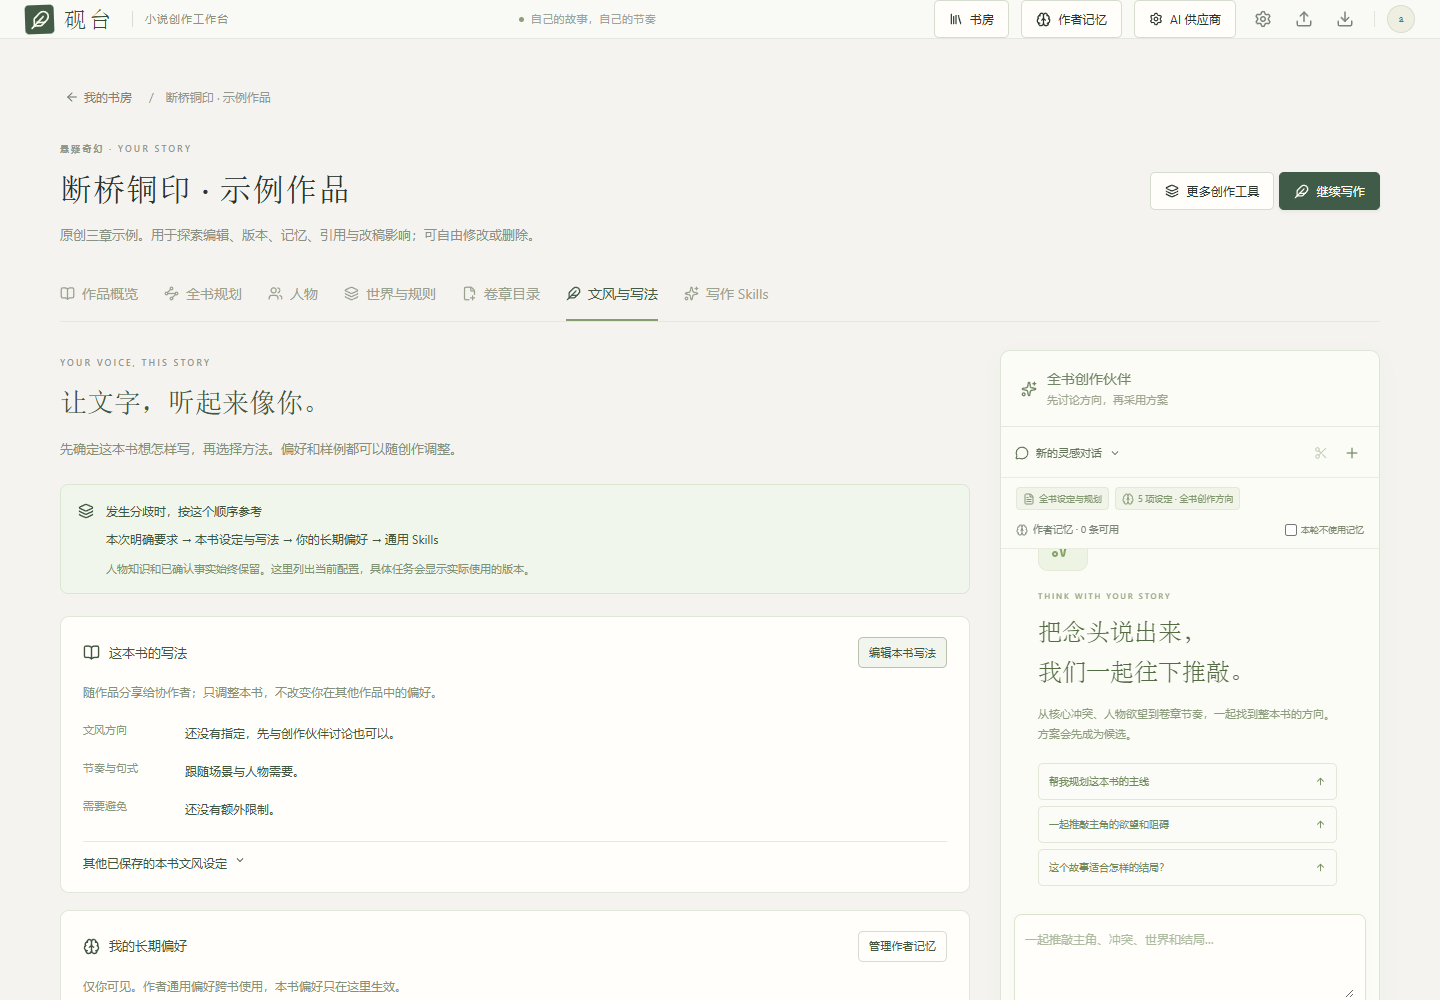 砚台
小说创作工作台
自己的故事，自己的节奏
书房
作者记忆
AI 供应商
a
我的书房 / 断桥铜印 · 示例作品
悬疑奇幻 · YOUR STORY
断桥铜印 · 示例作品
更多创作工具
继续写作
原创三章示例。用于探索编辑、版本、记忆、引用与改稿影响；可自由修改或删除。
作品概览
全书规划
人物
世界与规则
卷章目录
文风与写法
写作 Skills
YOUR VOICE, THIS STORY
让文字，听起来像你。
先确定这本书想怎样写，再选择方法。偏好和样例都可以随创作调整。
发生分歧时，按这个顺序参考
本次明确要求 → 本书设定与写法 → 你的长期偏好 → 通用 Skills
人物知识和已确认事实始终保留。这里列出当前配置，具体任务会显示实际使用的版本。
这本书的写法
编辑本书写法
随作品分享给协作者；只调整本书，不改变你在其他作品中的偏好。
文风方向
还没有指定，先与创作伙伴讨论也可以。
节奏与句式
跟随场景与人物需要。
需要避免
还没有额外限制。
其他已保存的本书文风设定
我的长期偏好
管理作者记忆
仅你可见。作者通用偏好跨书使用，本书偏好只在这里生效。
全书创作伙伴
先讨论方向，再采用方案
新的灵感对话
全书设定与规划
5 项设定 · 全书创作方向
作者记忆 · 0 条可用
本轮不使用记忆
THINK WITH YOUR STORY
把念头说出来，
我们一起往下推敲。
从核心冲突、人物欲望到卷章节奏，一起找到整本书的方向。
方案会先成为候选。
帮我规划这本书的主线
一起推敲主角的欲望和阻碍
这个故事适合怎样的结局？
一起推敲主角、冲突、世界和结局...